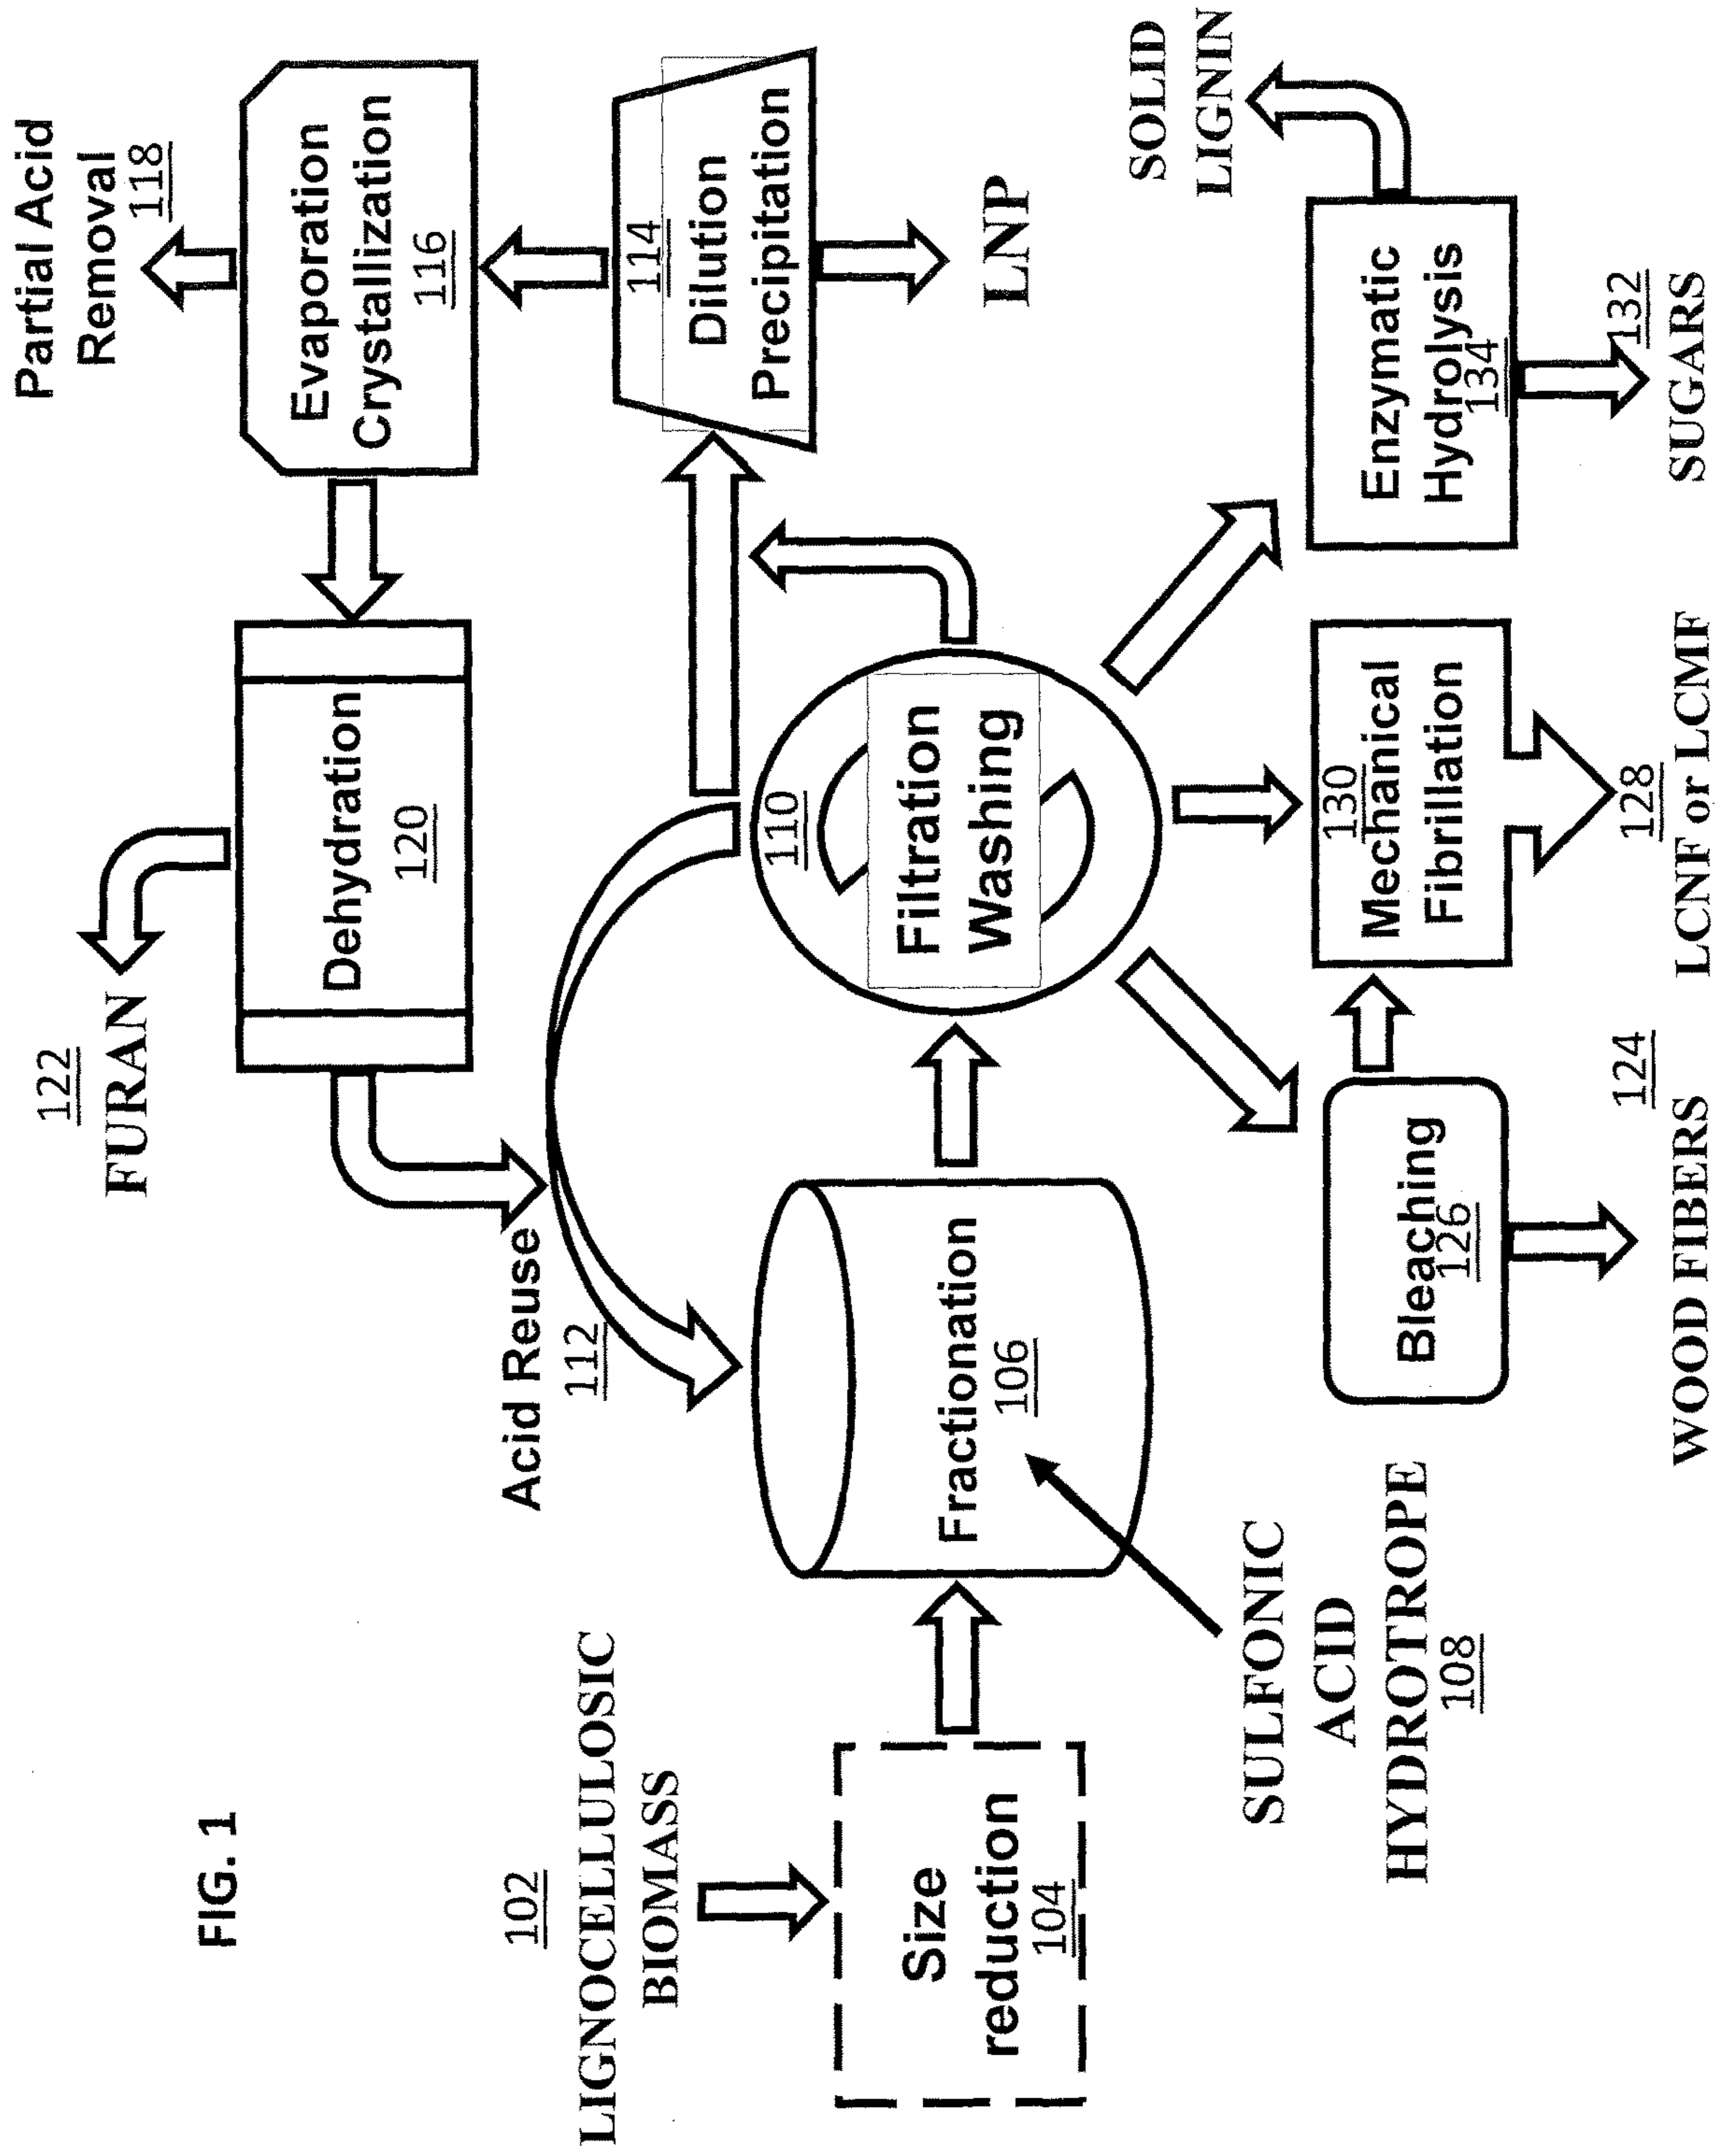 FIG. 1
102
LIGNOCELLULOSIC
BIOMASS
Size
reduction
104
SULFONIC
ACID
HYDROTROPE
108
Fractionation
106
Acid Reuse
112
110
Filtration
Washing
122
FURAN
Dehydration
120
Partial Acid
Removal
118
Evaporation
Crystallization
116
114
Dilution
Precipitation
LNP
Bleaching
126
124
WOOD FIBERS
130
Mechanical
Fibrillation
128
LCNF or LCMF
Enzymatic
Hydrolysis
134
132
SUGARS
SOLID
LIGNIN